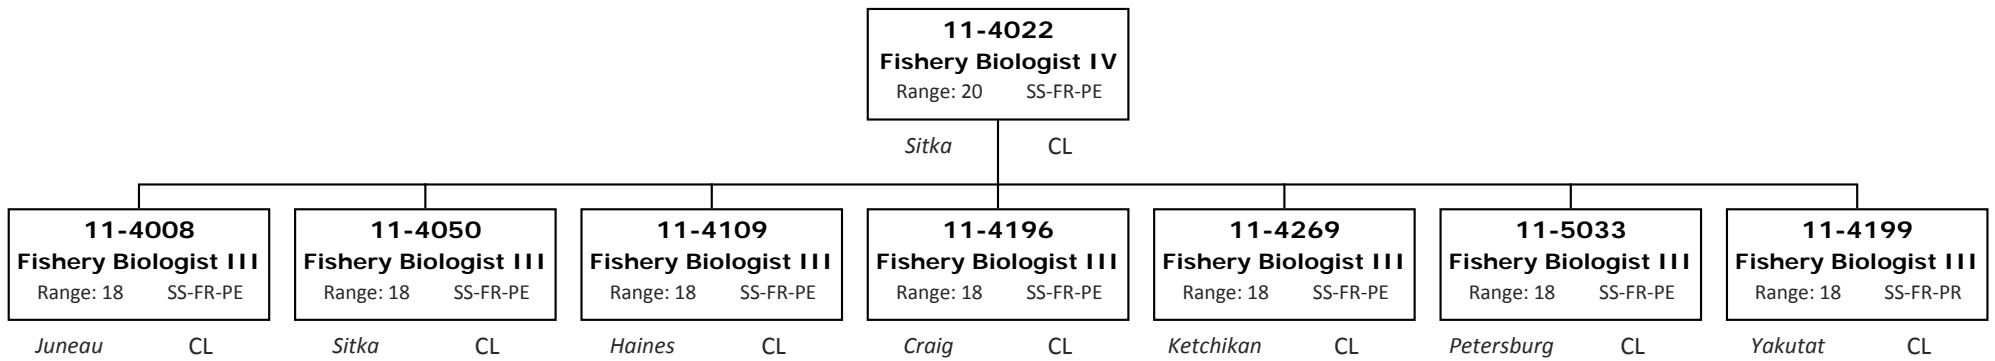 11-4022
Fishery Biologist IV
Range: 20 SS-FR-PE
Sitka CL
11-4008
Fishery Biologist III
Range: 18 SS-FR-PE
Juneau CL
11-4050
Fishery Biologist III
Range: 18 SS-FR-PE
Sitka CL
11-4109
Fishery Biologist III
Range: 18 SS-FR-PE
Haines CL
11-4196
Fishery Biologist III
Range: 18 SS-FR-PE
Craig CL
11-4269
Fishery Biologist III
Range: 18 SS-FR-PE
Ketchikan CL
11-5033
Fishery Biologist III
Range: 18 SS-FR-PE
Petersburg CL
11-4199
Fishery Biologist III
Range: 18 SS-FR-PR
Yakutat CL